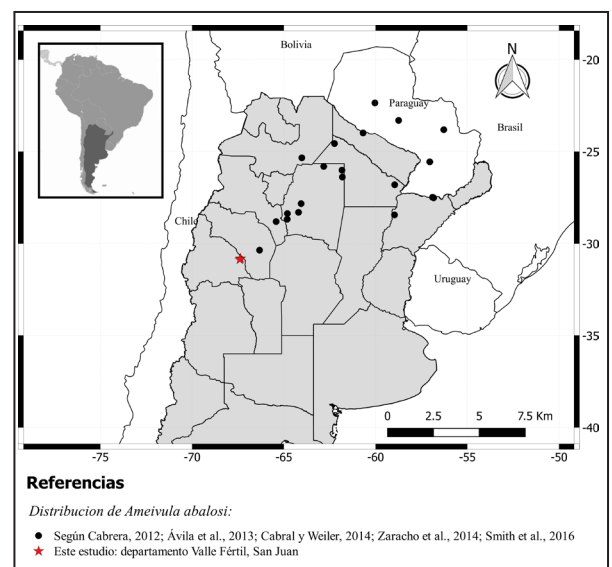 Bolivia
N
Paraguay
Brasil
Chile
Uruguay
-20
-25
-30
-35
-40
0 2.5 5 7.5 Km
-75 -70 -65 -60 -55 -50
Referencias
Distribucion de Ameivula abalosi:
Según Cabrera, 2012; Ávila et al., 2013; Cabral y Weiler, 2014; Zaracho et al., 2014; Smith et al., 2016
Este estudio: departamento Valle Fértil, San Juan